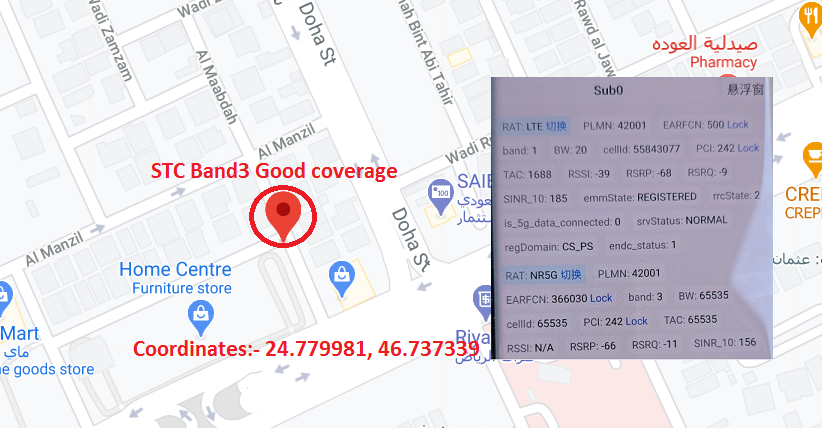 Wadi Zamzam
Wadi Al
Al Maabdah
Doha St
ah Bint Abi Tahir
Rawd al Jaw
صيدلية العوده
Pharmacy
Al Manzil
Wadi R
STC Band3 Good coverage
SAIB
عودي
ستثمار
Doha St
Al Manzil
Home Centre
Furniture store
Mart
ماي
e goods store
Riya
الرياض
Coordinates:- 24.779981, 46.737339
CRE
CREP
عثمان
Sub0
悬浮窗
RAT: LTE 切换 PLMN: 42001 EARFCN: 500 Lock
band: 1 BW: 20 cellId: 55843077 PCI: 242 Lock
TAC: 1688 RSSI: -39 RSRP: -68 RSRQ: -9
SINR_10: 185 emmState: REGISTERED rrcState: 2
is_5g_data_connected: 0 srvStatus: NORMAL
regDomain: CS_PS endc_status: 1
RAT: NR5G 切换 PLMN: 42001
EARFCN: 366030 Lock band: 3 BW: 65535
cellId: 65535 PCI: 242 Lock TAC: 65535
RSSI: N/A RSRP: -66 RSRQ: -11 SINR_10: 156